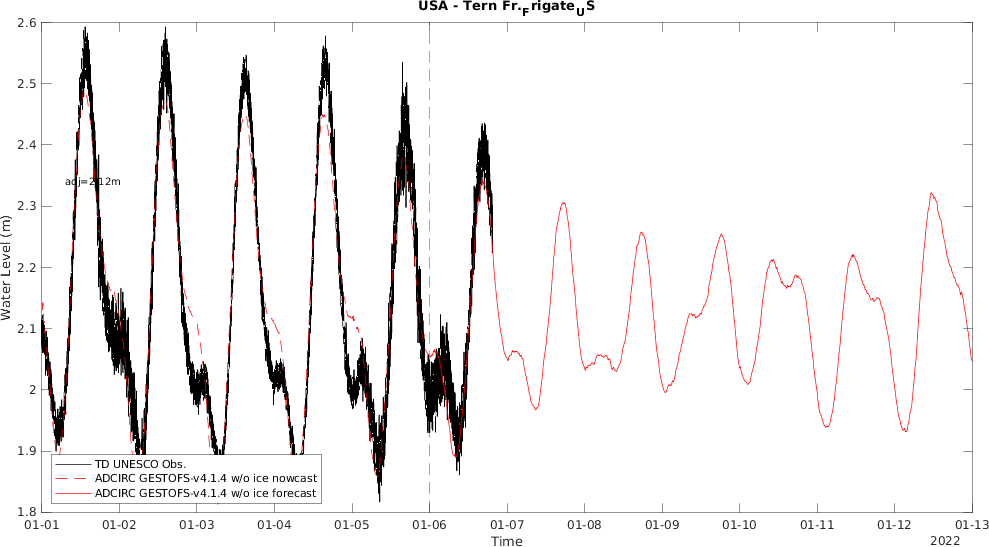 USA - Tern Fr.FrigateUS
2.6
2.5
2.4
2.3
2.2
2.1
2
1.9
1.8
Water Level (m)
adj=2.12m
TD UNESCO Obs.
ADCIRC GESTOFS-v4.1.4 w/o ice nowcast
ADCIRC GESTOFS-v4.1.4 w/o ice forecast
01-01 01-02 01-03 01-04 01-05 01-06 01-07 01-08 01-09 01-10 01-11 01-12 01-13
Time
2022